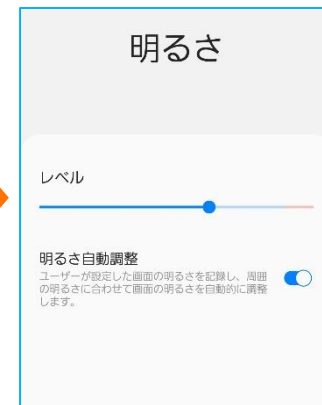 明るさ
レベル
明るさ自動調整
ユーザーが設定した画面の明るさを記録し、周囲
の明るさに合わせて画面の明るさを自動的に調整
します。